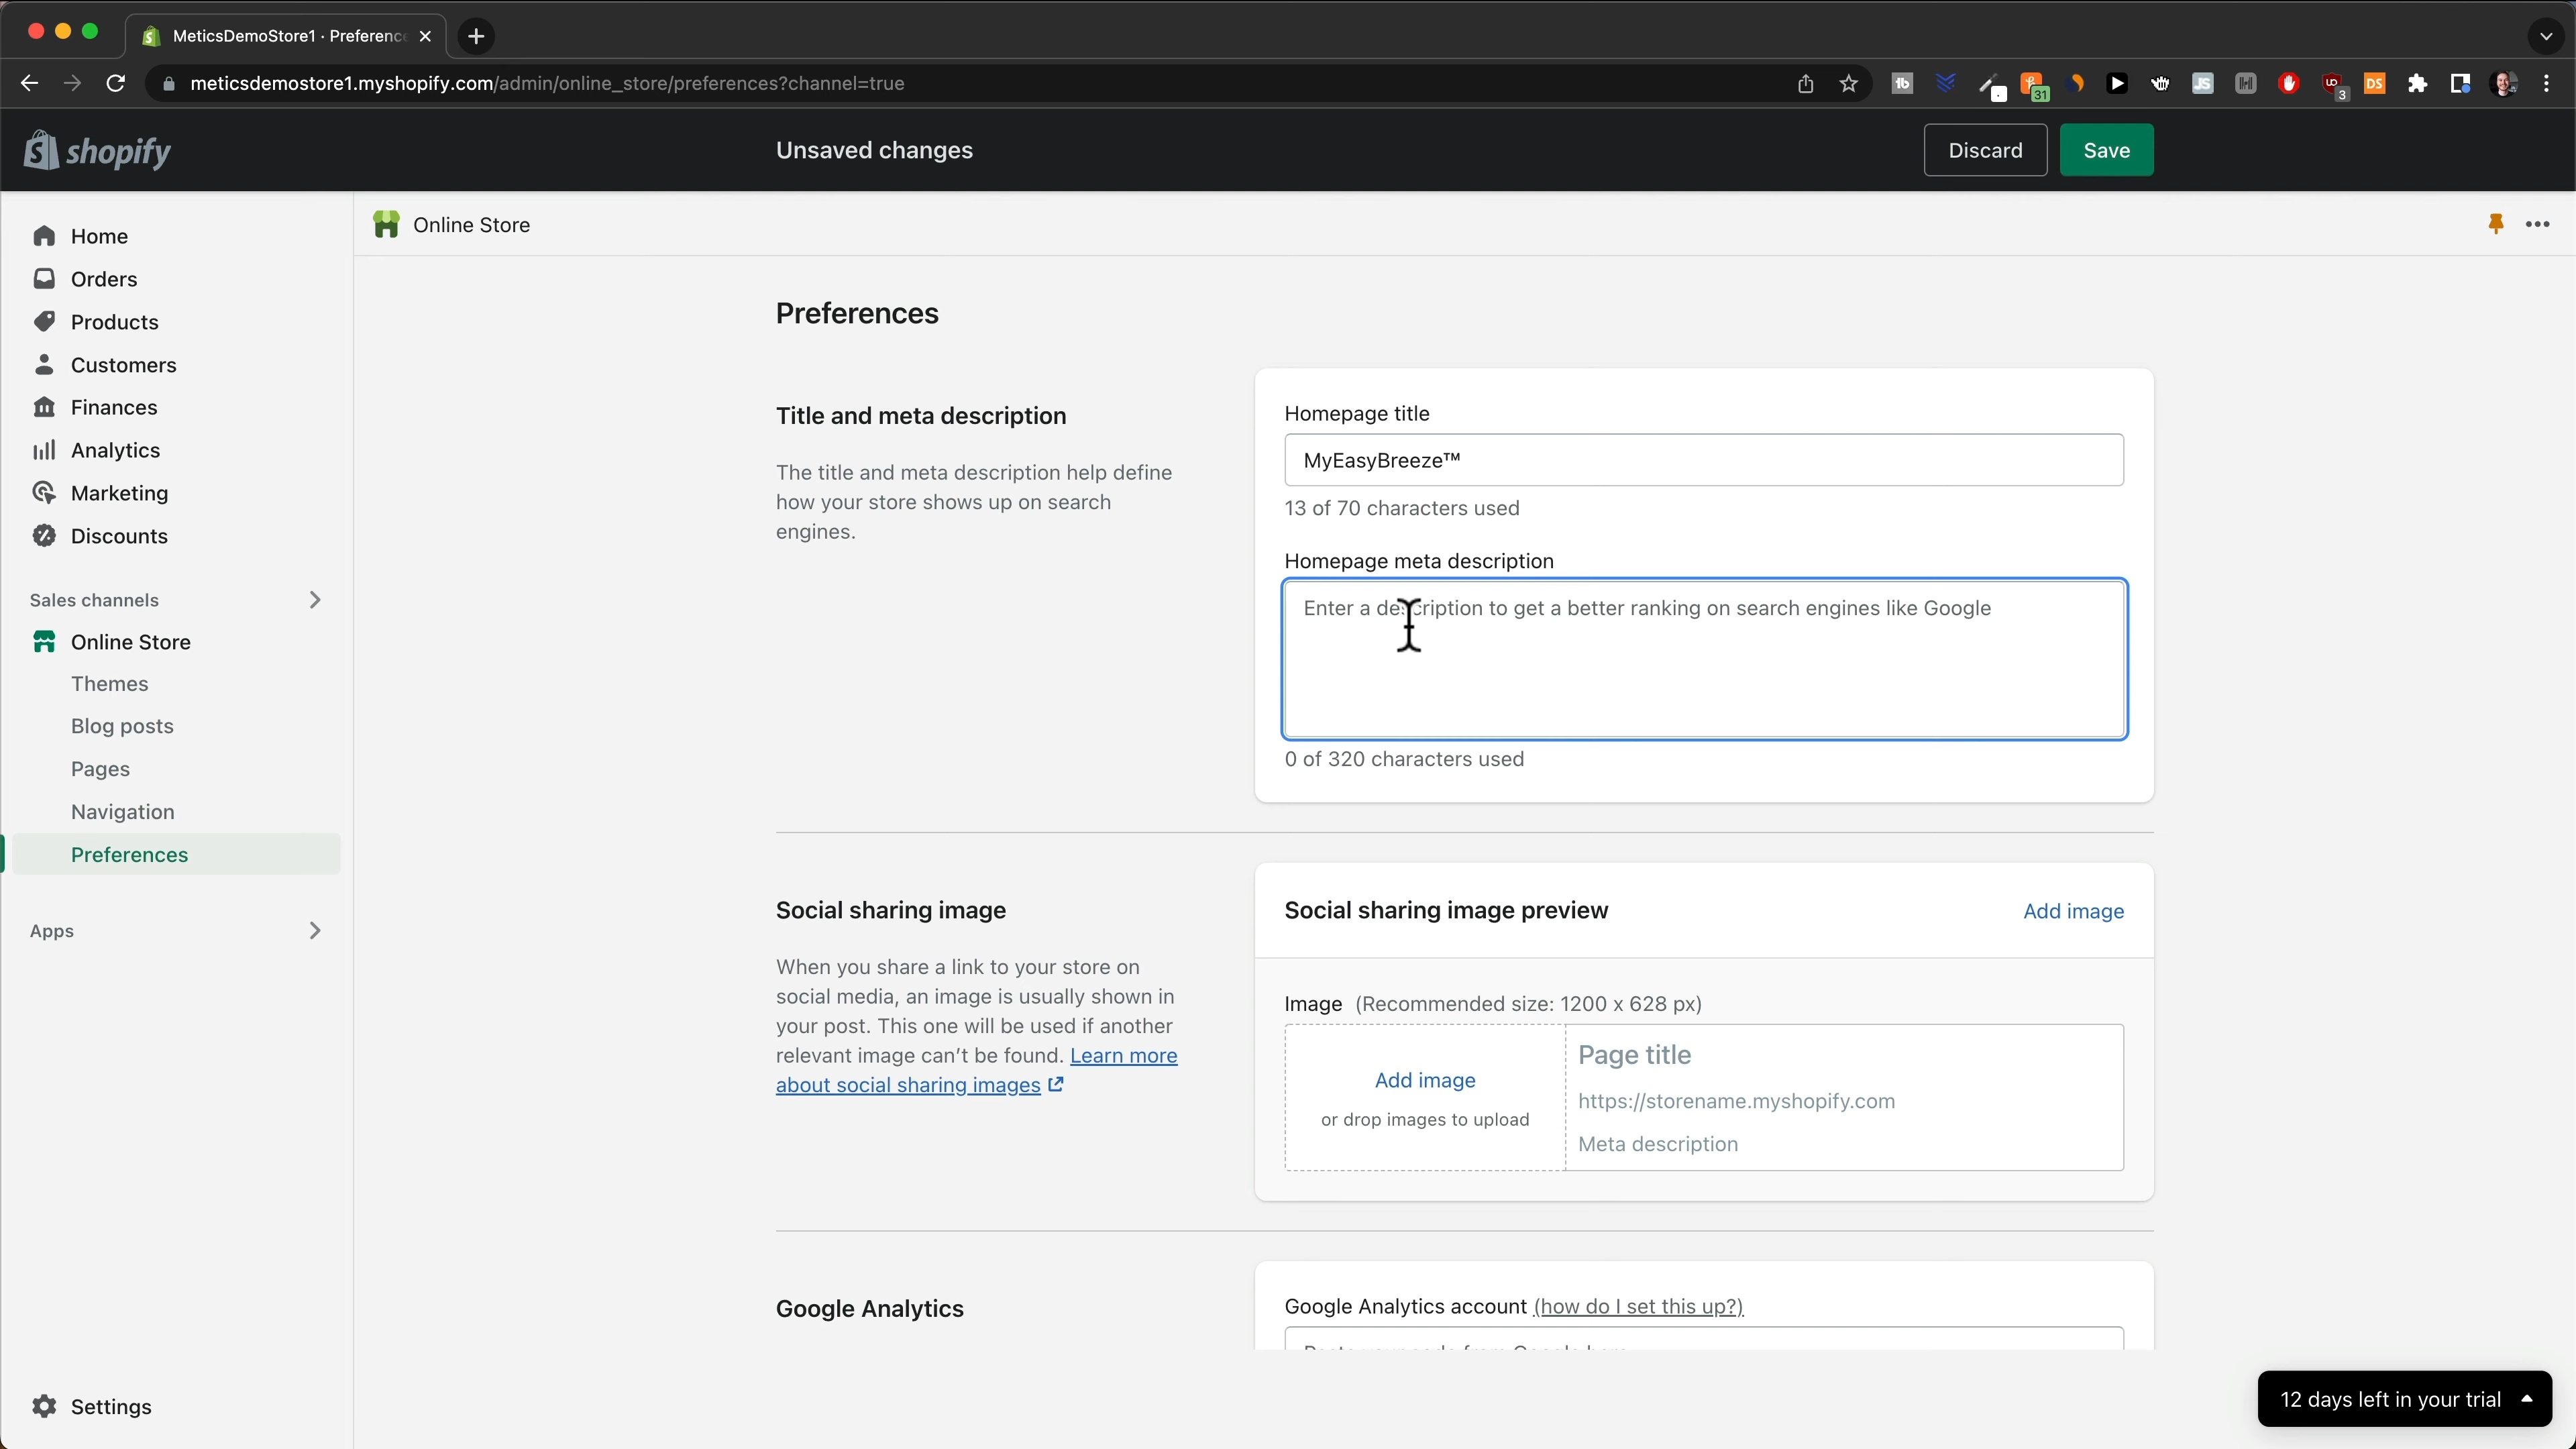 MeticsDemoStore1 · Preference
meticsdemostore1.myshopify.com/admin/online_store/preferences?channel=true
31
3
DS
shopify
Unsaved changes
Discard
Save
Home
Orders
Products
Customers
Finances
Analytics
Marketing
Discounts
Sales channels
Online Store
Themes
Blog posts
Pages
Navigation
Preferences
Apps
Settings
Online Store
Preferences
Title and meta description
The title and meta description help define
how your store shows up on search
engines.
Homepage title
MyEasyBreeze™
13 of 70 characters used
Homepage meta description
Enter a description to get a better ranking on search engines like Google
0 of 320 characters used
Social sharing image
When you share a link to your store on
social media, an image is usually shown in
your post. This one will be used if another
relevant image can't be found. Learn more
about social sharing images
Social sharing image preview
Add image
Image (Recommended size: 1200 x 628 px)
Add image
or drop images to upload
Page title
https://storename.myshopify.com
Meta description
Google Analytics
Google Analytics account (how do I set this up?)
12 days left in your trial